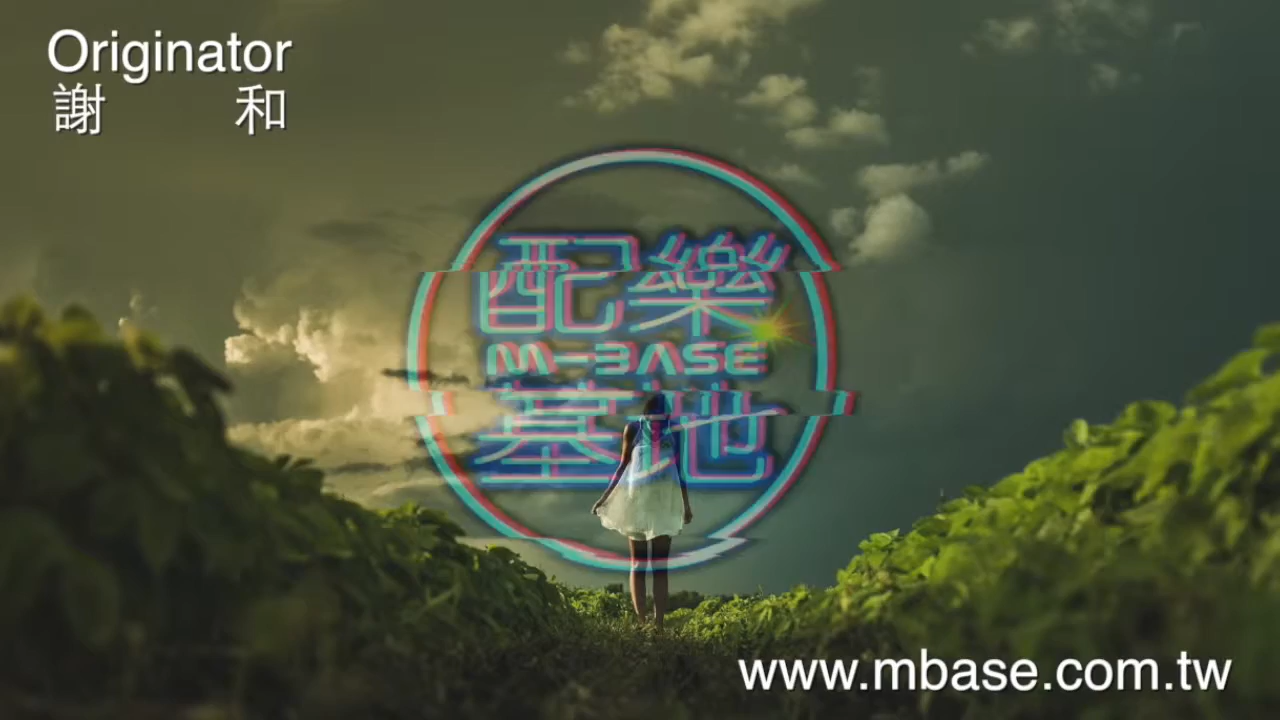 Originator
謝 和
配樂
M-BASE
基地
www.mbase.com.tw